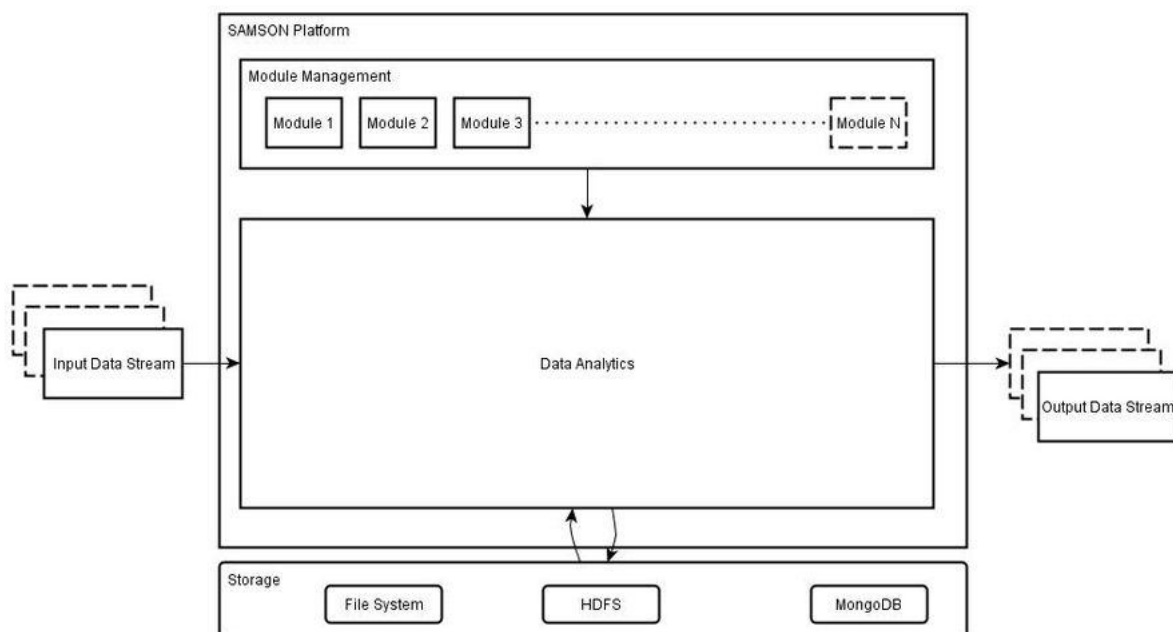 SAMSON Platform
Module Management
Module 1
Module 2
Module 3
Module N
Input Data Stream
Data Analytics
Output Data Stream
Storage
File System
HDFS
MongoDB